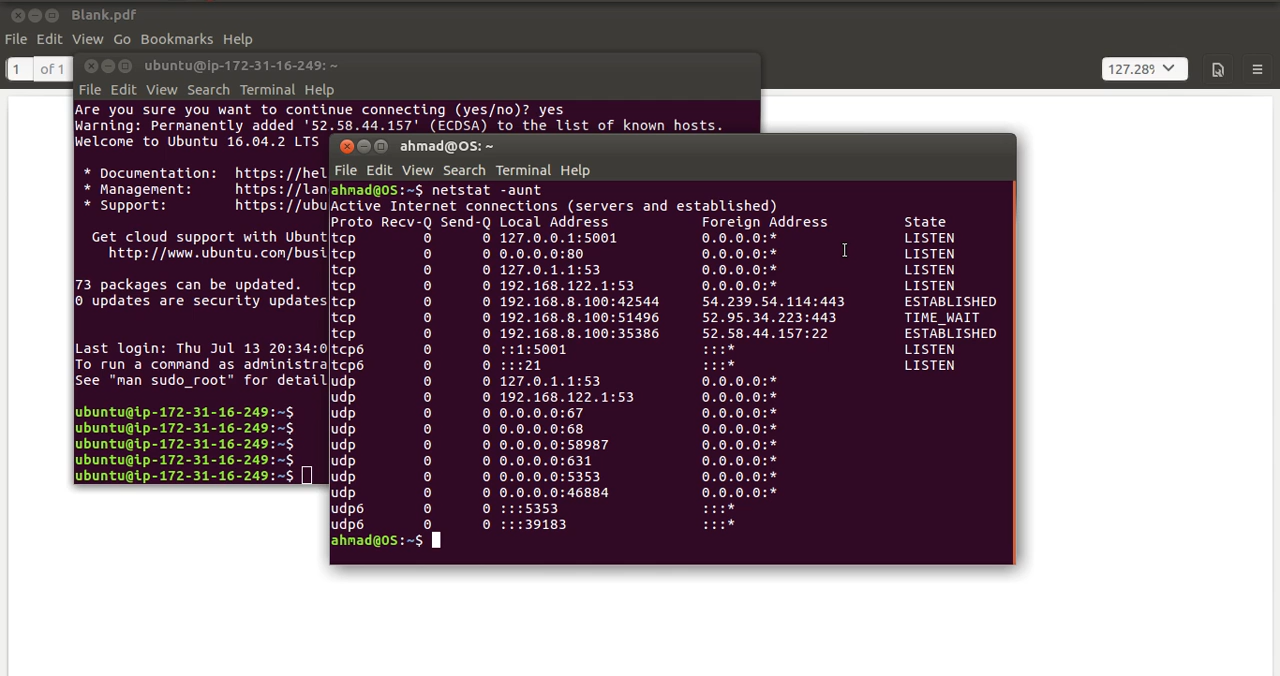 Blank.pdf
File Edit View Go Bookmarks Help
1 of 1
127.28%
ubuntu@ip-172-31-16-249: ~
File Edit View Search Terminal Help
Are you sure you want to continue connecting (yes/no)? yes
Warning: Permanently added '52.58.44.157' (ECDSA) to the list of known hosts.
Welcome to Ubuntu 16.04.2 LTS
* Documentation: https://hel
* Management: https://lan
* Support: https://ubu
Get cloud support with Ubunt
http://www.ubuntu.com/busi
73 packages can be updated.
0 updates are security updates
Last login: Thu Jul 13 20:34:0
To run a command as administra
See "man sudo_root" for detail
ubuntu@ip-172-31-16-249:~$
ubuntu@ip-172-31-16-249:~$
ubuntu@ip-172-31-16-249:~$
ubuntu@ip-172-31-16-249:~$
ubuntu@ip-172-31-16-249:~$
ahmad@OS: ~
File Edit View Search Terminal Help
ahmad@OS:~$ netstat -aunt
Active Internet connections (servers and established)
Proto Recv-Q Send-Q Local Address Foreign Address State
tcp 0 0 127.0.0.1:5001 0.0.0.0:* LISTEN
tcp 0 0 0.0.0.0:80 0.0.0.0:* LISTEN
tcp 0 0 127.0.1.1:53 0.0.0.0:* LISTEN
tcp 0 0 192.168.122.1:53 0.0.0.0:* LISTEN
tcp 0 0 192.168.8.100:42544 54.239.54.114:443 ESTABLISHED
tcp 0 0 192.168.8.100:51496 52.95.34.223:443 TIME_WAIT
tcp 0 0 192.168.8.100:35386 52.58.44.157:22 ESTABLISHED
tcp6 0 0 ::1:5001 :::* LISTEN
tcp6 0 0 :::21 :::* LISTEN
udp 0 0 127.0.1.1:53 0.0.0.0:*
udp 0 0 192.168.122.1:53 0.0.0.0:*
udp 0 0 0.0.0.0:67 0.0.0.0:*
udp 0 0 0.0.0.0:68 0.0.0.0:*
udp 0 0 0.0.0.0:58987 0.0.0.0:*
udp 0 0 0.0.0.0:631 0.0.0.0:*
udp 0 0 0.0.0.0:5353 0.0.0.0:*
udp 0 0 0.0.0.0:46884 0.0.0.0:*
udp6 0 0 :::5353 :::*
udp6 0 0 :::39183 :::*
ahmad@OS:~$